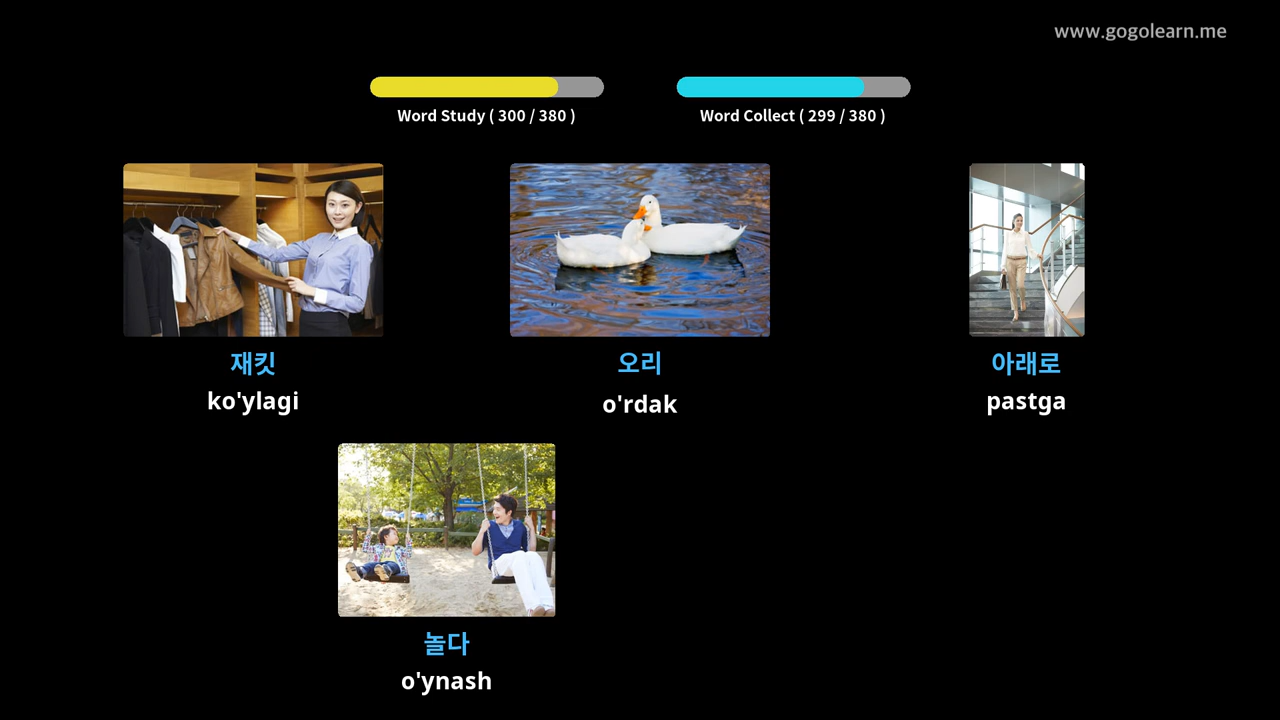 www.gogolearn.me
Word Study ( 300 / 380 )
Word Collect ( 299 / 380 )
재킷
ko'ylagi
오리
o'rdak
아래로
pastga
놀다
o'ynash